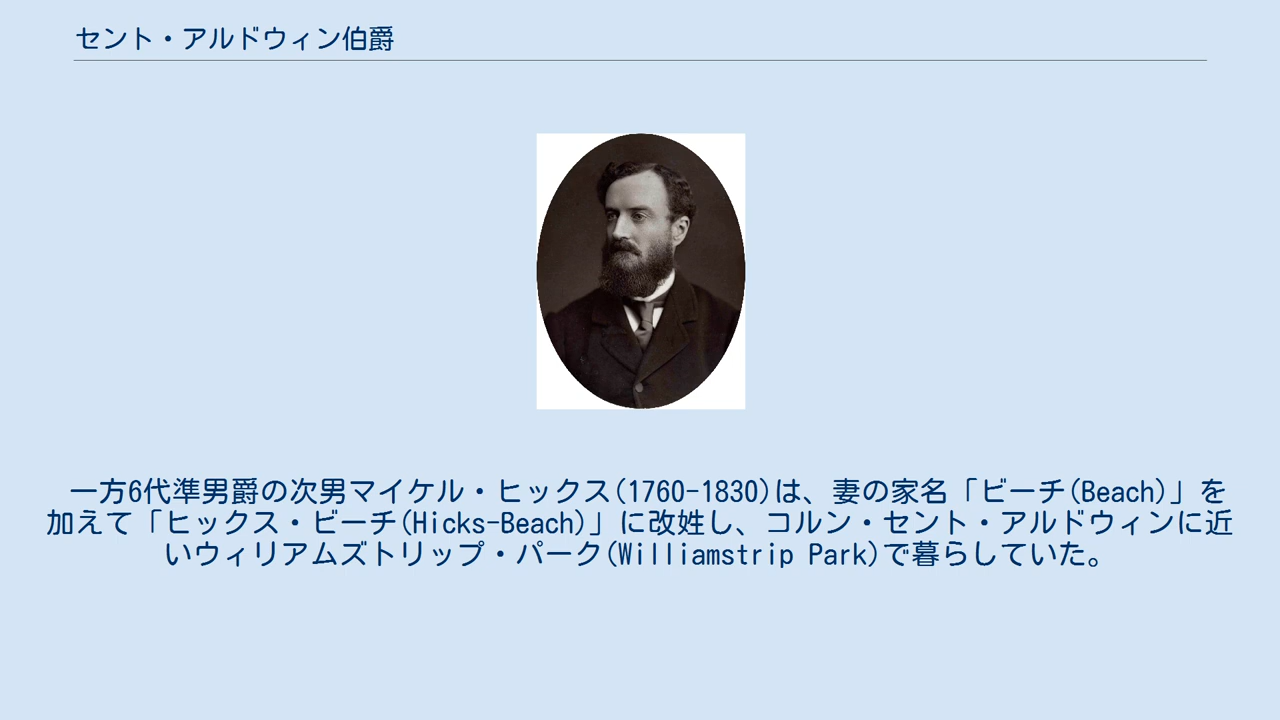 セント・アルドウィン伯爵
一方6代準男爵の次男マイケル・ヒックス(1760-1830)は、妻の家名「ビーチ(Beach)」を
加えて「ヒックス・ビーチ(Hicks-Beach)」に改姓し、コルン・セント・アルドウィンに近
いウィリアムズトリップ・パーク(Williamstrip Park)で暮らしていた。